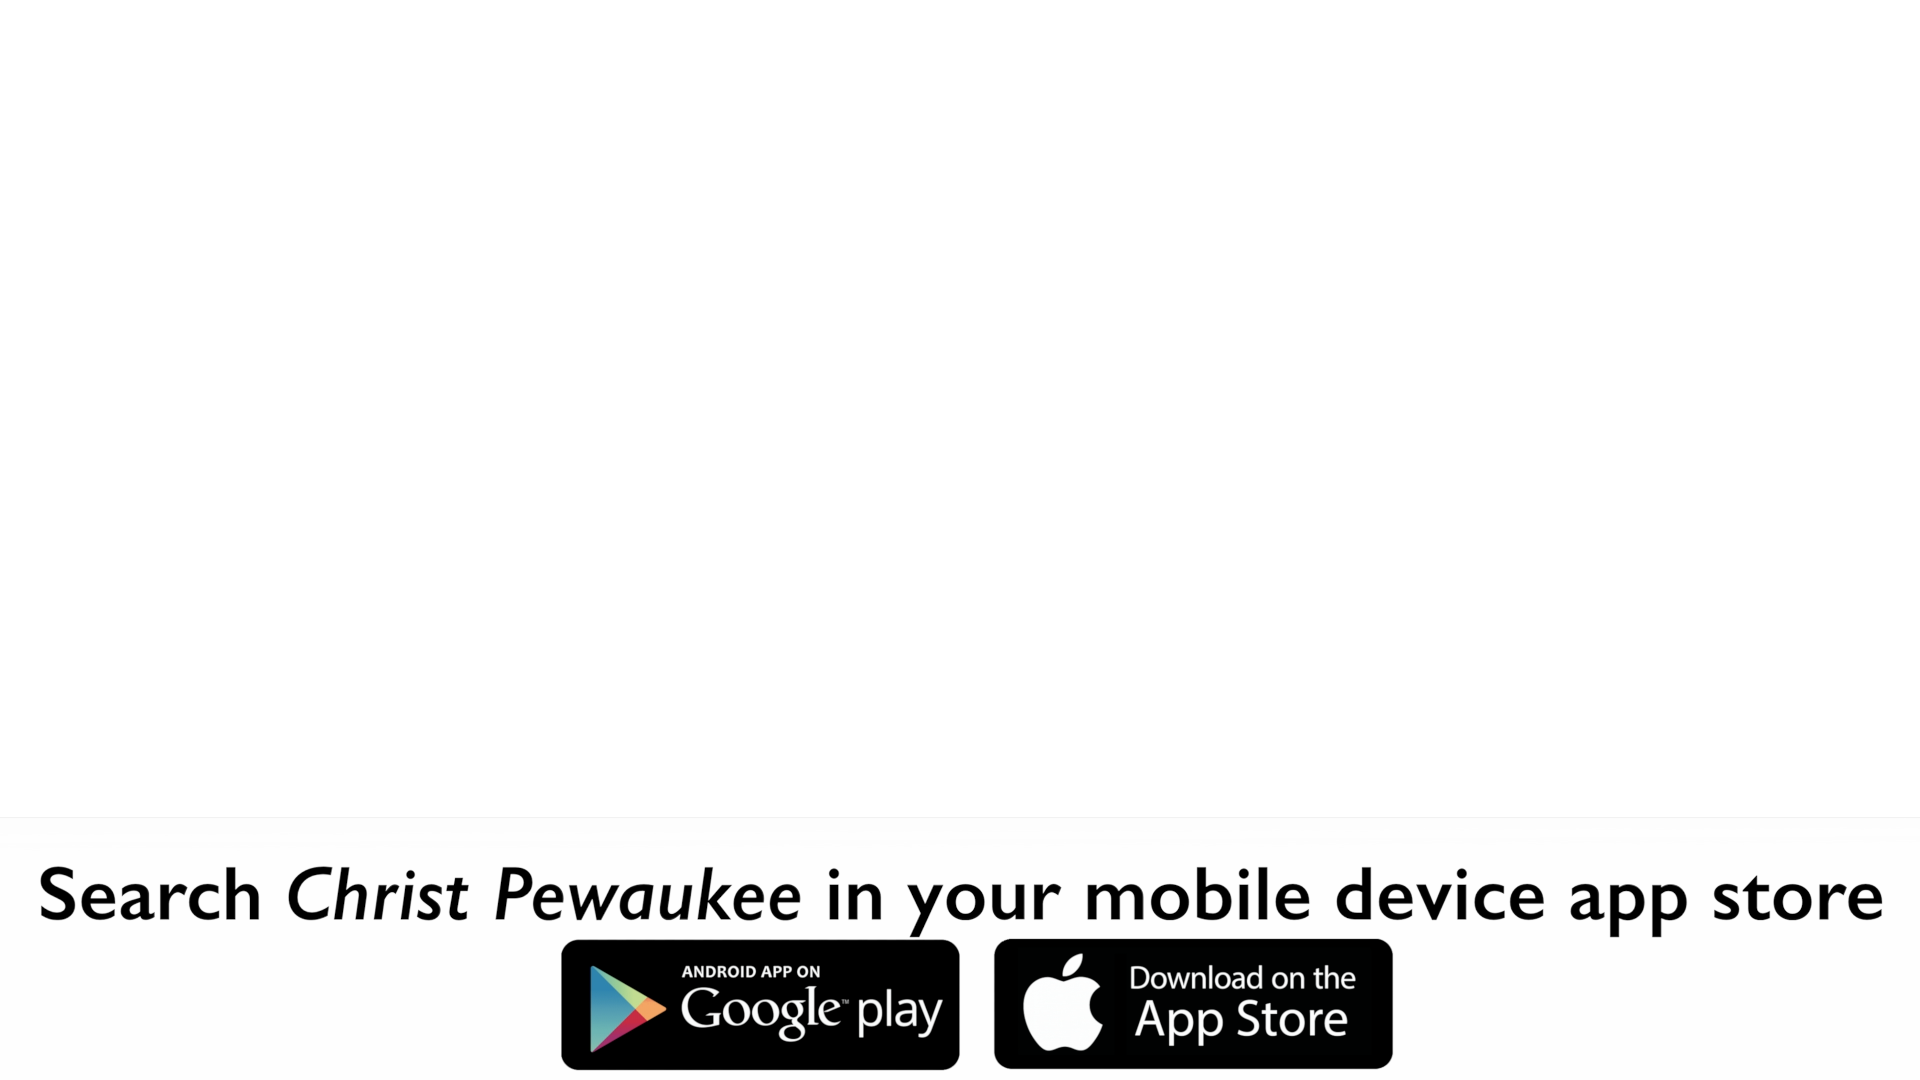 Search Christ Pewaukee in your mobile device app store
ANDROID APP ON
Google™ play
Download on the
App Store